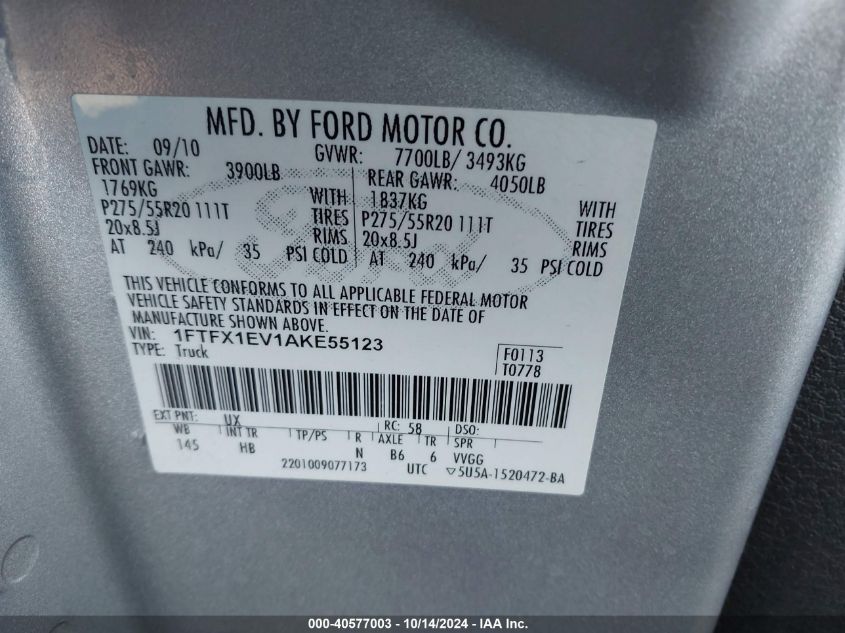 MFD. BY FORD MOTOR CO.
DATE: 09/10 GVWR: 7700LB/ 3493KG
FRONT GAWR: 3900LB REAR GAWR: 4050LB
1769KG WITH 1837KG WITH
P275/55R20 111T TIRES P275/55R20 111T TIRES
20x8.5J RIMS 20x8.5J RIMS
AT 240 kPa/ 35 PSI COLD AT 240 kPa/ 35 PSI COLD
Ford
THIS VEHICLE CONFORMS TO ALL APPLICABLE FEDERAL MOTOR
VEHICLE SAFETY STANDARDS IN EFFECT ON THE DATE OF
MANUFACTURE SHOWN ABOVE.
VIN: 1FTFX1EV1AKE55123
TYPE: Truck F0113
T0778
EXT PNT: UX RC: 58 DSO:
WB INT TR TP/PS R AXLE TR SPR
145 HB N B6 6 VVGG
2201009077173 UTC ▽5U5A-1520472-BA
000-40577003 - 10/14/2024 - IAA Inc.